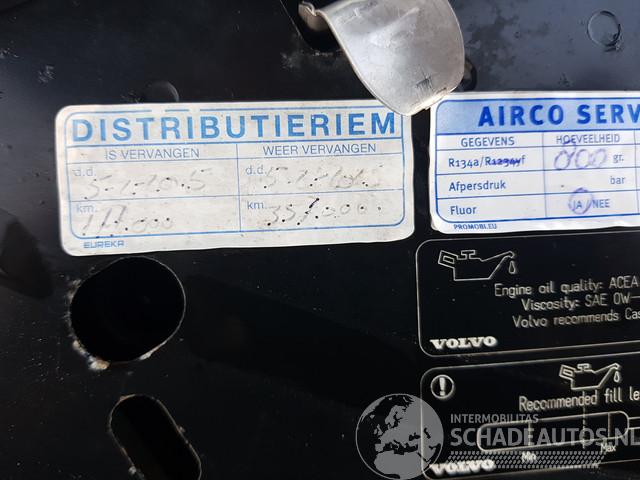 DISTRIBUTIERIEM
IS VERVANGEN
WEER VERVANGEN
d.d.
d.d.
km.
km.
EUREKA
AIRCO SERV
GEGEVENS
HOEVEELHEID
R134a/R1234yf
gr.
Afpersdruk
. bar
Fluor
JA/NEE
PROMOBI.EU
Engine oil quality: ACEA
Viscosity: SAE 0W-
Volvo recommends Cas
VOLVO
Recommended fill le
Min
Max
VOLVO
INTERMOBILITAS
SCHADEAUTOS.NL